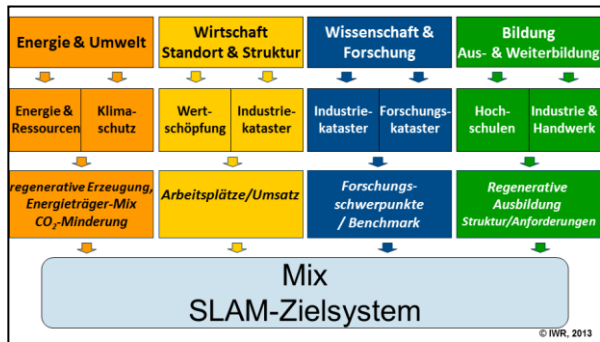 Energie & Umwelt
Wirtschaft
Standort & Struktur
Wissenschaft &
Forschung
Bildung
Aus- & Weiterbildung
Energie &
Ressourcen
Klima-
schutz
Wert-
schöpfung
Industrie-
kataster
Industrie-
kataster
Forschungs-
kataster
Hoch-
schulen
Industrie &
Handwerk
regenerative Erzeugung,
Energieträger-Mix
CO₂-Minderung
Arbeitsplätze/Umsatz
Forschungs-
schwerpunkte
/ Benchmark
Regenerative
Ausbildung
Struktur/Anforderungen
Mix
SLAM-Zielsystem
© IWR, 2013